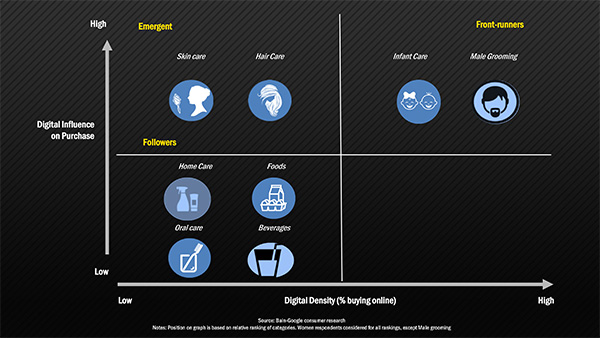 High
Emergent
Front-runners
Skin care
Hair Care
Infant Care
Male Grooming
Digital Influence
on Purchase
Followers
Home Care
Foods
Oral care
Beverages
Low
Low
Digital Density (% buying online)
High
Source: Bain-Google consumer research
Notes: Position on graph is based on relative ranking of categories. Women respondents considered for all rankings, except Male grooming